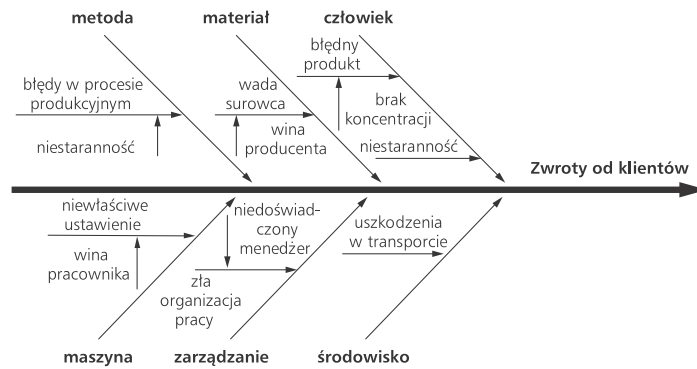 metoda
materiał
człowiek
błędy w procesie
produkcyjnym
niestaranność
wada
surowca
wina
producenta
błędny
produkt
brak
koncentracji
niestaranność
Zwroty od klientów
niewłaściwe
ustawienie
wina
pracownika
niedoświad-
czony
menedżer
zła
organizacja
pracy
uszkodzenia
w transporcie
maszyna
zarządzanie
środowisko